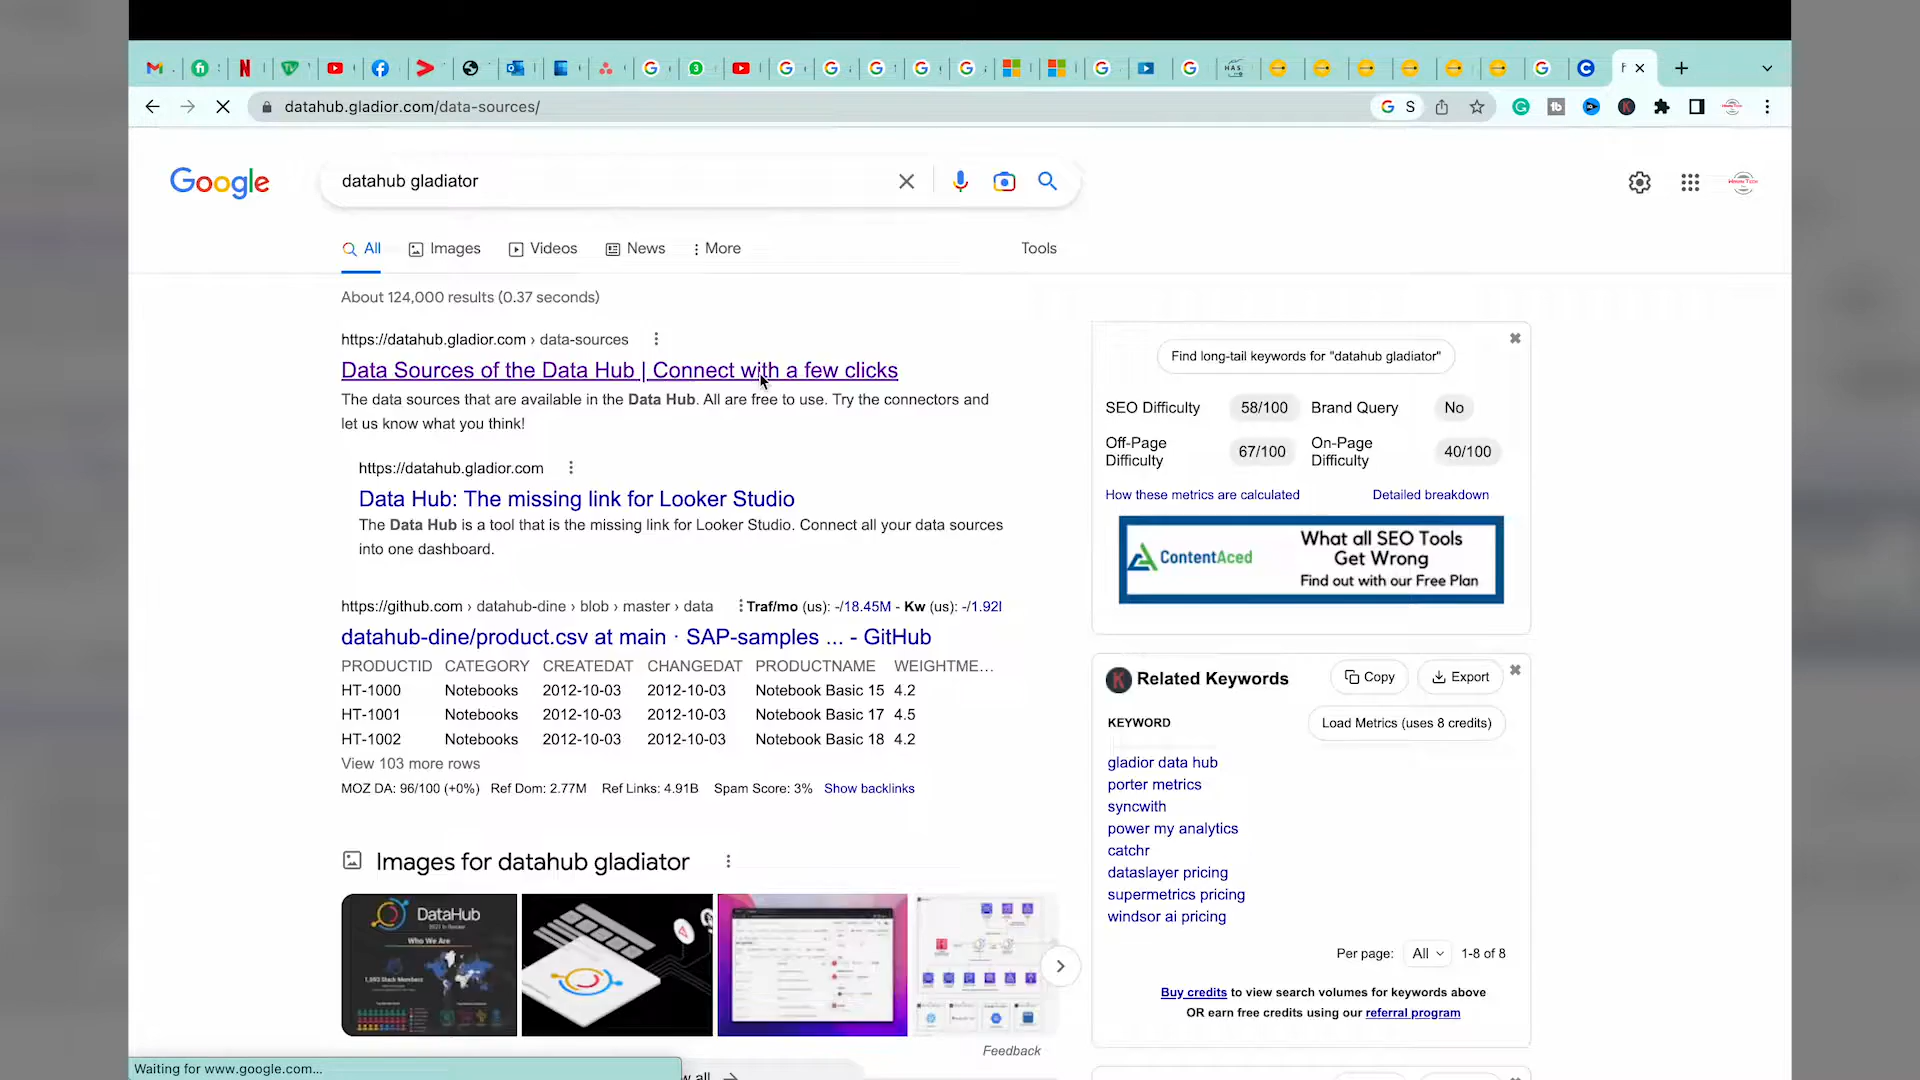 datahub.gladior.com/data-sources/
G S
Google
datahub gladiator
All Images Videos News More Tools
About 124,000 results (0.37 seconds)
https://datahub.gladior.com › data-sources
Data Sources of the Data Hub | Connect with a few clicks
The data sources that are available in the Data Hub. All are free to use. Try the connectors and
let us know what you think!
https://datahub.gladior.com
Data Hub: The missing link for Looker Studio
The Data Hub is a tool that is the missing link for Looker Studio. Connect all your data sources
into one dashboard.
https://github.com › datahub-dine › blob › master › data Traf/mo (us): -/18.45M - Kw (us): -/1.92
datahub-dine/product.csv at main · SAP-samples ... - GitHub
PRODUCTID CATEGORY CREATEDAT CHANGEDAT PRODUCTNAME WEIGHTME...
HT-1000 Notebooks 2012-10-03 2012-10-03 Notebook Basic 15 4.2
HT-1001 Notebooks 2012-10-03 2012-10-03 Notebook Basic 17 4.5
HT-1002 Notebooks 2012-10-03 2012-10-03 Notebook Basic 18 4.2
View 103 more rows
MOZ DA: 96/100 (+0%) Ref Dom: 2.77M Ref Links: 4.91B Spam Score: 3% Show backlinks
Images for datahub gladiator
DataHub
Who We Are
Feedback
Waiting for www.google.com...
Find long-tail keywords for "datahub gladiator"
SEO Difficulty 58/100 Brand Query No
Off-Page Difficulty 67/100 On-Page Difficulty 40/100
How these metrics are calculated Detailed breakdown
ContentAced
What all SEO Tools
Get Wrong
Find out with our Free Plan
Related Keywords Copy Export
KEYWORD Load Metrics (uses 8 credits)
gladior data hub
porter metrics
syncwith
power my analytics
catchr
dataslayer pricing
supermetrics pricing
windsor ai pricing
Per page: All 1-8 of 8
Buy credits to view search volumes for keywords above
OR earn free credits using our referral program